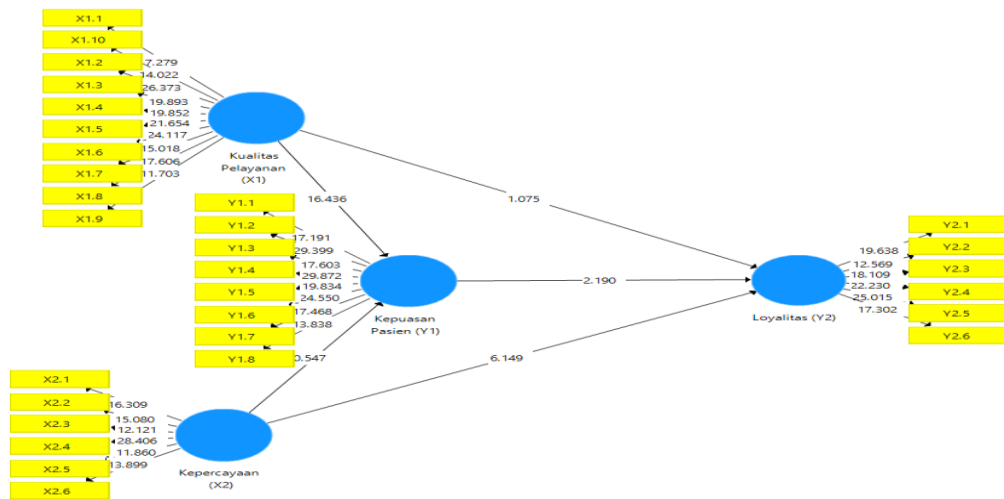 X1.1
X1.10
X1.2
X1.3
X1.4
X1.5
X1.6
X1.7
X1.8
X1.9
7.279
14.022
26.373
19.893
19.852
21.654
24.117
15.018
17.606
11.703
Kualitas
Pelayanan
(X1)
16.436
1.075
Y1.1
Y1.2
Y1.3
Y1.4
Y1.5
Y1.6
Y1.7
Y1.8
17.191
29.399
17.603
29.872
19.834
24.550
17.468
13.838
Kepuasan
Pasien (Y1)
2.190
0.547
6.149
X2.1
X2.2
X2.3
X2.4
X2.5
X2.6
16.309
15.080
12.121
28.406
11.860
13.899
Kepercayaan
(X2)
Loyalitas (Y2)
19.638
12.569
18.109
22.230
25.015
17.302
Y2.1
Y2.2
Y2.3
Y2.4
Y2.5
Y2.6